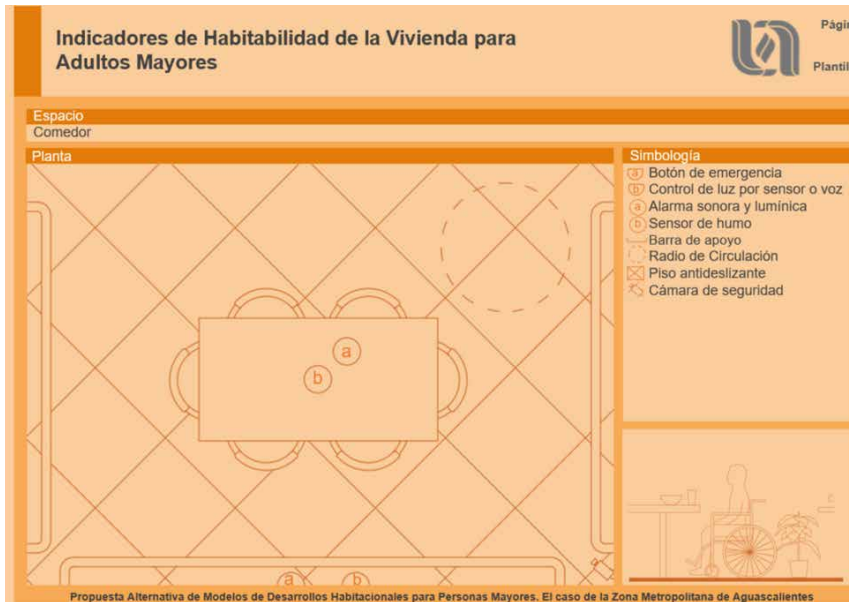 Indicadores de Habitabilidad de la Vivienda para
Adultos Mayores
Espacio
Comedor
Planta
a
b
a
b
Simbología
a Botón de emergencia
b Control de luz por sensor o voz
a Alarma sonora y lumínica
b Sensor de humo
Barra de apoyo
Radio de Circulación
Piso antideslizante
Cámara de seguridad
Propuesta Alternativa de Modelos de Desarrollos Habitacionales para Personas Mayores. El caso de la Zona Metropolitana de Aguascalientes